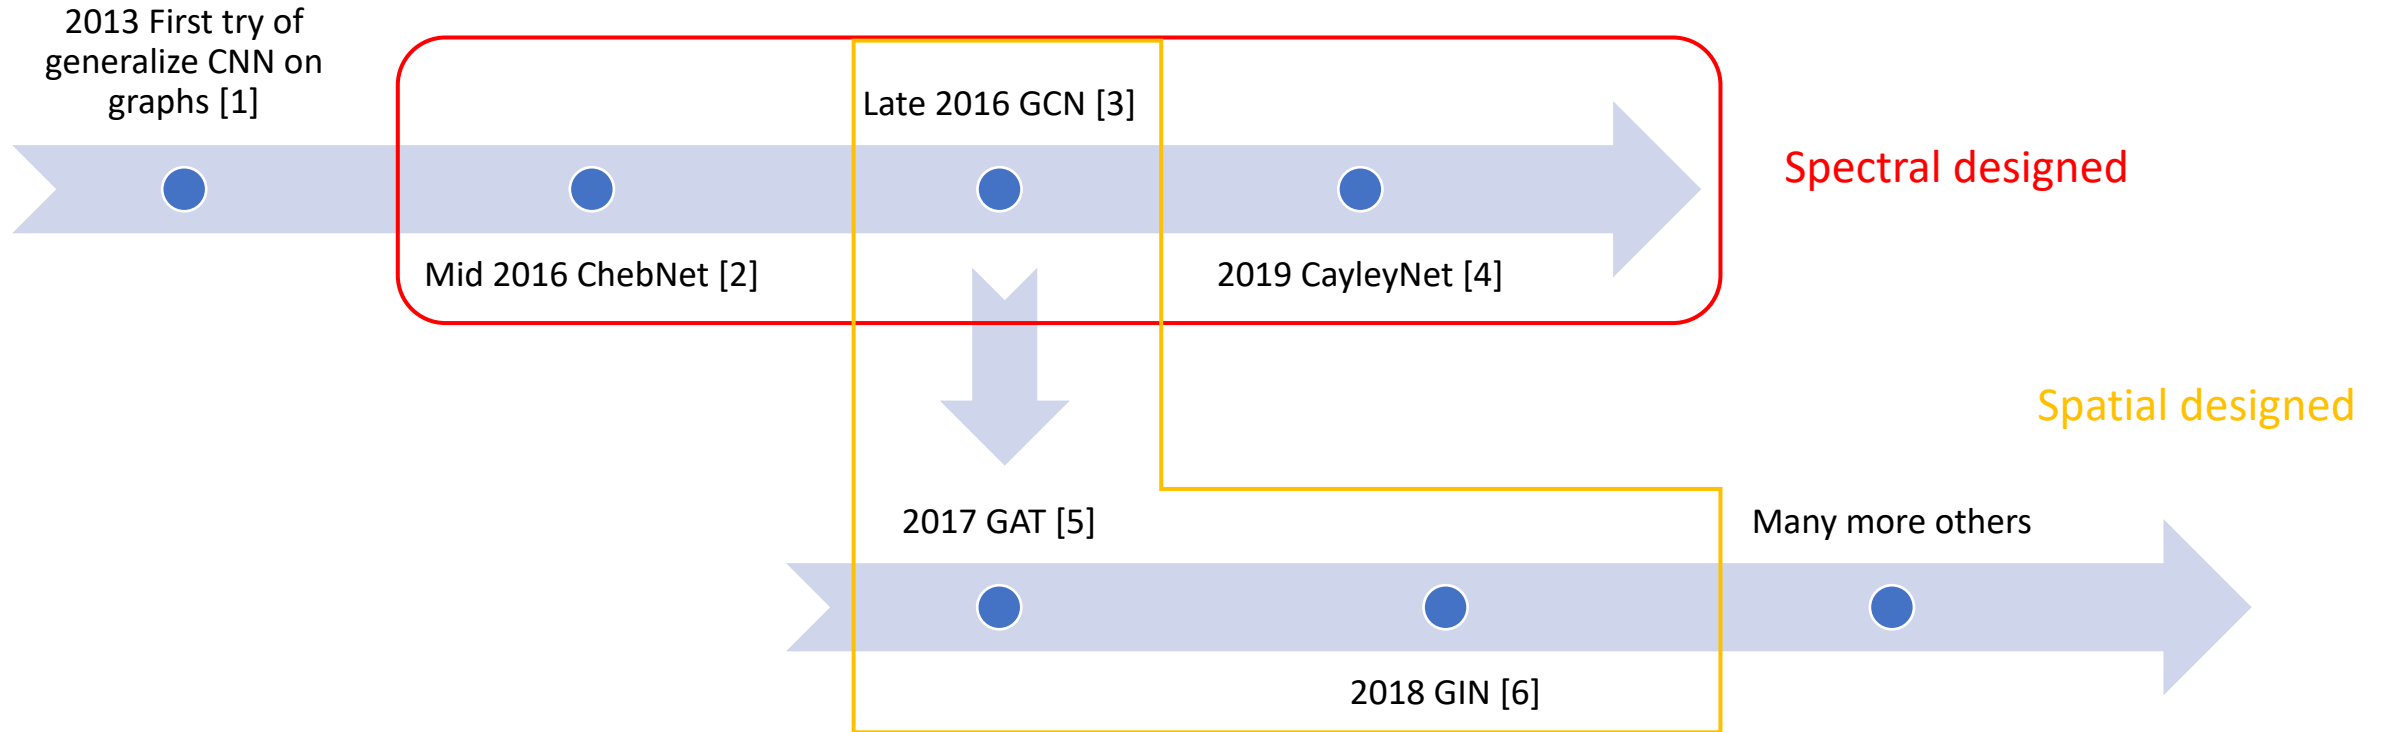 2013 First try of
generalize CNN on
graphs [1]
Late 2016 GCN [3]
Spectral designed
Mid 2016 ChebNet [2]
2019 CayleyNet [4]
Spatial designed
2017 GAT [5]
Many more others
2018 GIN [6]